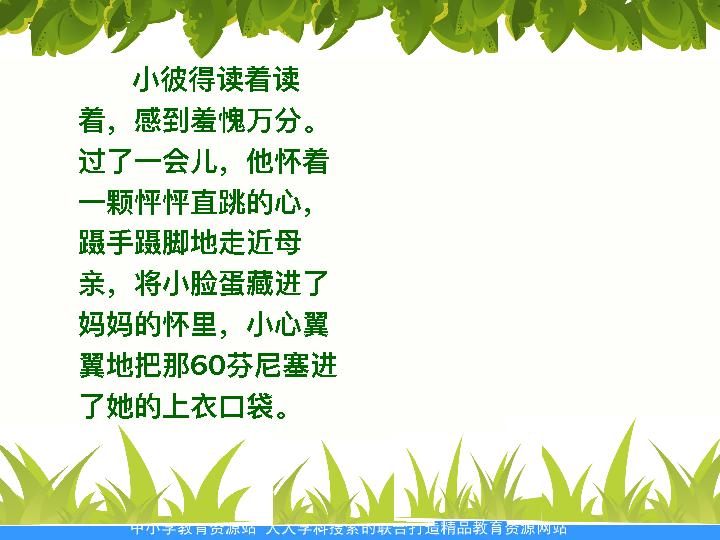 小彼得读着读
着，感到羞愧万分。
过了一会儿，他怀着
一颗怦怦直跳的心，
蹑手蹑脚地走近母
亲，将小脸蛋藏进了
妈妈的怀里，小心翼
翼地把那60芬尼塞进
了她的上衣口袋。
中小学教育资源站 人人学科搜索的联合打造精品教育资源网站